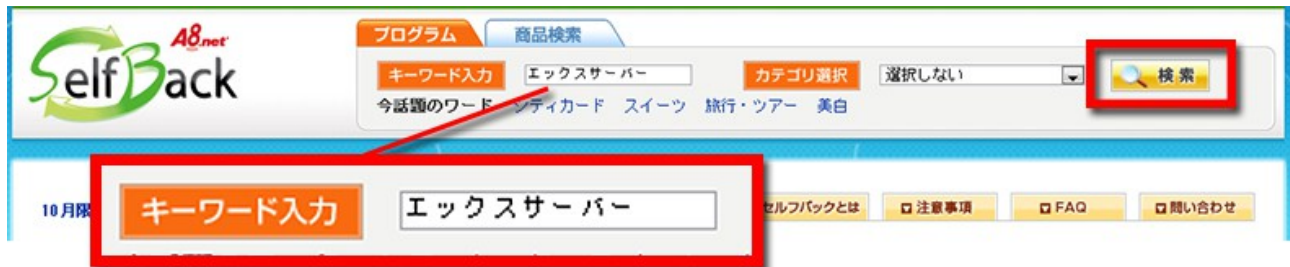 A8.net
SelfBack
プログラム 商品検索
キーワード入力 エックスサーバー カテゴリ選択 選択しない 検索
今話題のワード シティカード スイーツ 旅行・ツアー 美白
10月限
キーワード入力 エックスサーバー
セルフバックとは 注意事項 FAQ 問い合わせ